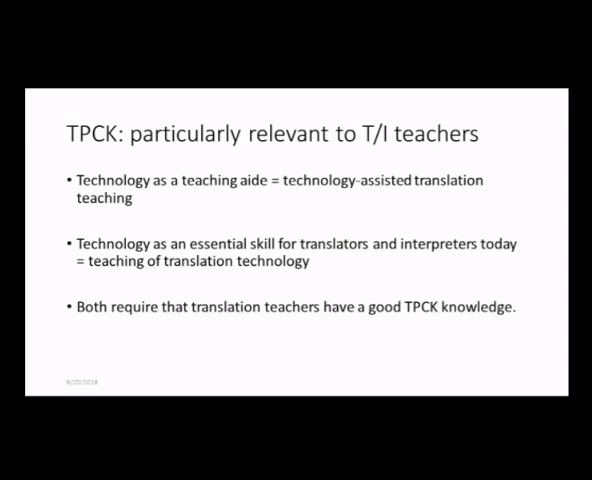 TPCK: particularly relevant to T/I teachers
• Technology as a teaching aide = technology-assisted translation
teaching
• Technology as an essential skill for translators and interpreters today
= teaching of translation technology
• Both require that translation teachers have a good TPCK knowledge.
6/20/2018